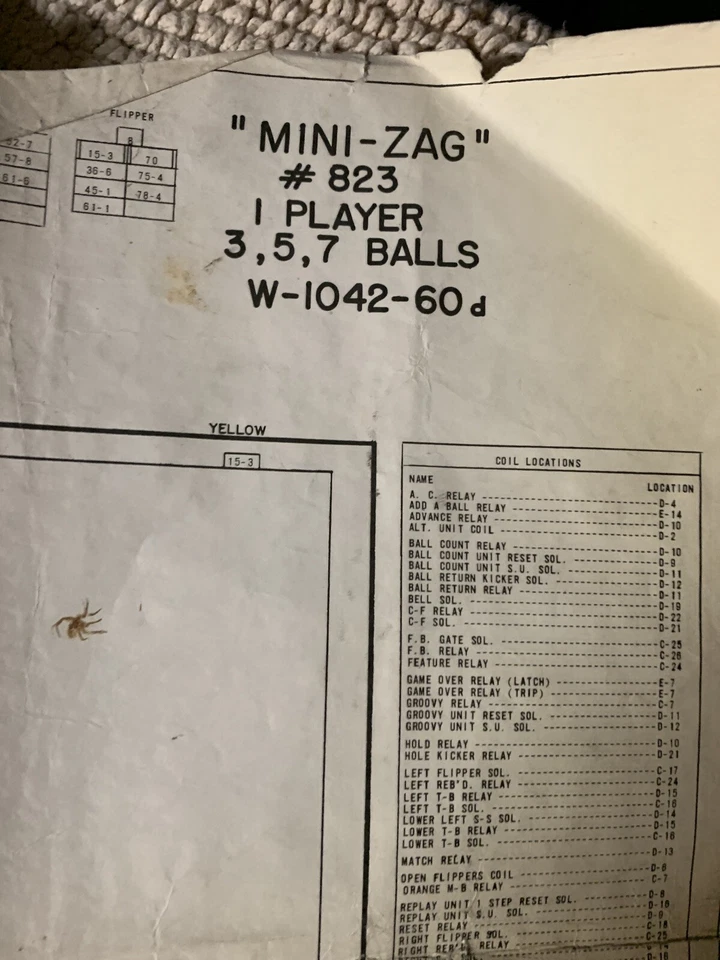 FLIPPER
52-7
57-8
61-6
8
15-3 70
36-6 75-4
45-1 78-4
61-1
"MINI-ZAG"
# 823
1 PLAYER
3,5,7 BALLS
W-1042-60d
YELLOW
15-3
COIL LOCATIONS
NAME LOCATION
A. C. RELAY D-4
ADD A BALL RELAY E-14
ADVANCE RELAY D-10
ALT. UNIT COIL D-2
BALL COUNT RELAY D-10
BALL COUNT UNIT RESET SOL. D-9
BALL COUNT UNIT S.U. SOL. D-11
BALL RETURN KICKER SOL. D-12
BALL RETURN RELAY D-11
BELL SOL. D-19
C-F RELAY D-22
C-F SOL. D-21
F.B. GATE SOL. C-25
F.B. RELAY C-26
FEATURE RELAY C-24
GAME OVER RELAY (LATCH) E-7
GAME OVER RELAY (TRIP) E-7
GROOVY RELAY C-7
GROOVY UNIT RESET SOL. D-11
GROOVY UNIT S.U. SOL. D-12
HOLD RELAY D-10
HOLE KICKER RELAY D-21
LEFT FLIPPER SOL. C-17
LEFT REB'D. RELAY C-24
LEFT T-B RELAY D-15
LEFT T-B SOL. C-16
LOWER LEFT S-S SOL. D-14
LOWER T-B RELAY D-15
LOWER T-B SOL. C-16
MATCH RELAY D-13
OPEN FLIPPERS COIL D-6
ORANGE M-B RELAY C-7
REPLAY UNIT 1 STEP RESET SOL. D-8
REPLAY UNIT S.U. SOL. D-16
RESET RELAY D-9
RIGHT FLIPPER SOL. C-18
RIGHT REB'D. RELAY C-25